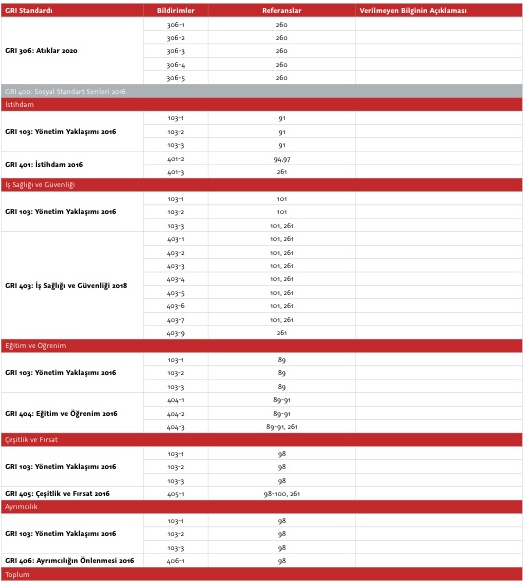 GRI Standardı Bildirimler Referanslar Verilmeyen Bilginin Açıklaması
306-1 260
306-2 260
GRI 306: Atıklar 2020 306-3 260
306-4 260
306-5 260
GRI 400: Sosyal Standart Serileri 2016
İstihdam
103-1 91
GRI 103: Yönetim Yaklaşımı 2016 103-2 91
103-3 91
GRI 401: İstihdam 2016 401-2 94,97
401-3 261
İş Sağlığı ve Güvenliği
103-1 101
GRI 103: Yönetim Yaklaşımı 2016 103-2 101
103-3 101, 261
403-1 101, 261
403-2 101, 261
403-3 101, 261
403-4 101, 261
GRI 403: İş Sağlığı ve Güvenliği 2018 403-5 101, 261
403-6 101, 261
403-7 101, 261
403-9 261
Eğitim ve Öğrenim
103-1 89
GRI 103: Yönetim Yaklaşımı 2016 103-2 89
103-3 89
404-1 89-91
GRI 404: Eğitim ve Öğrenim 2016 404-2 89-91
404-3 89-91, 261
Çeşitlik ve Fırsat
103-1 98
GRI 103: Yönetim Yaklaşımı 2016 103-2 98
103-3 98
GRI 405: Çeşitlik ve Fırsat 2016 405-1 98-100, 261
Ayrımcılık
103-1 98
GRI 103: Yönetim Yaklaşımı 2016 103-2 98
103-3 98
GRI 406: Ayrımcılığın Önlenmesi 2016 406-1 98
Toplum